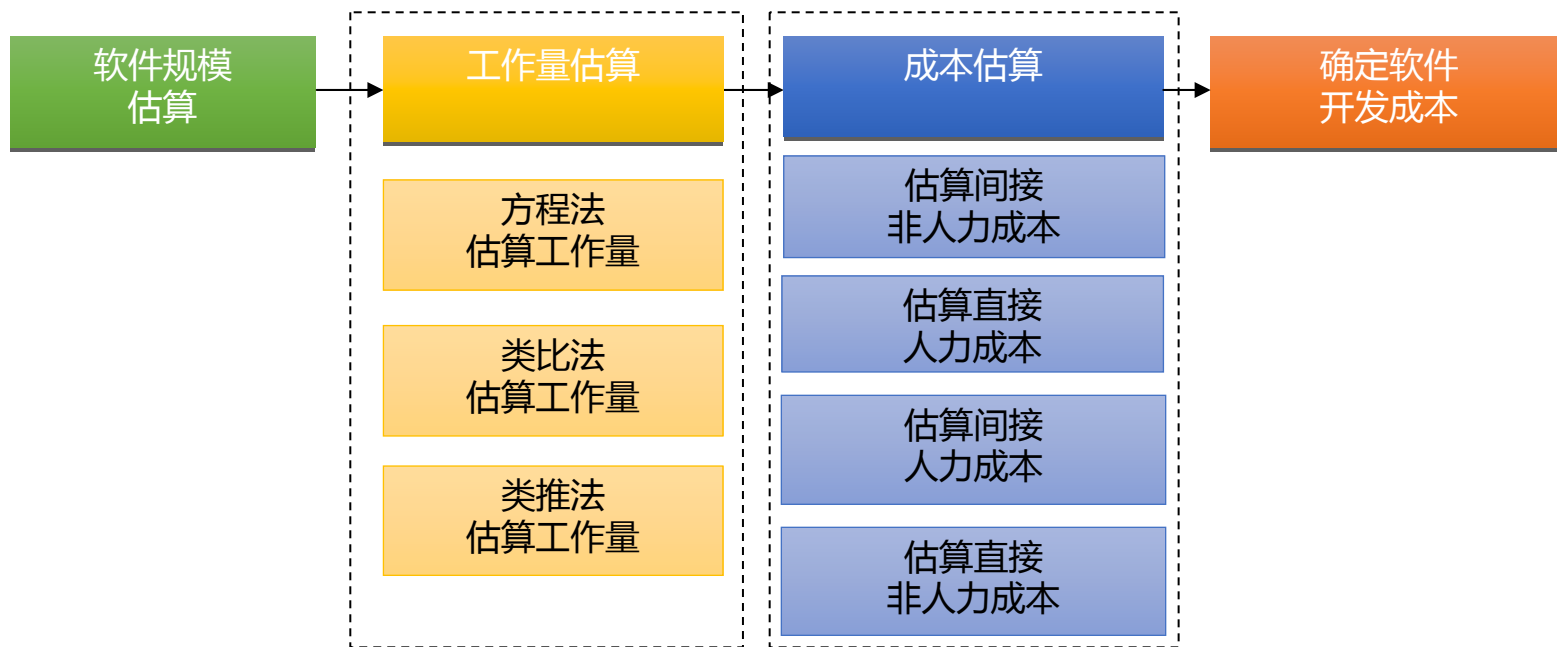 软件规模
估算
工作量估算
方程法
估算工作量
类比法
估算工作量
类推法
估算工作量
成本估算
估算间接
非人力成本
估算直接
人力成本
估算间接
人力成本
估算直接
非人力成本
确定软件
开发成本